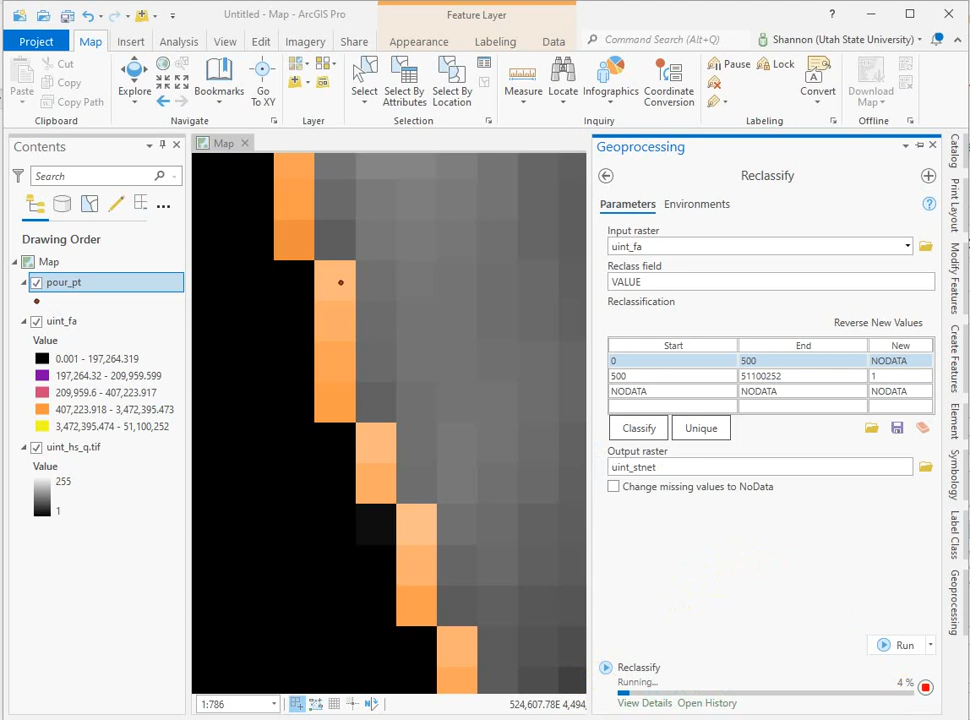 Untitled - Map - ArcGIS Pro
Feature Layer
?
Project
Map
Insert
Analysis
View
Edit
Imagery
Share
Appearance
Labeling
Data
Command Search (Alt+Q)
Shannon (Utah State University)
Paste
Cut
Copy
Copy Path
Clipboard
Explore
Bookmarks
Go To XY
Navigate
Layer
Select
Select By Attributes
Select By Location
Selection
Measure
Locate
Infographics
Coordinate Conversion
Inquiry
Pause
Lock
Convert
Labeling
Download Map
Offline
Contents
Search
Drawing Order
Map
pour_pt
uint_fa
Value
0.001 - 197,264.319
197,264.32 - 209,959.599
209,959.6 - 407,223.917
407,223.918 - 3,472,395.473
3,472,395.474 - 51,100,252
uint_hs_q.tif
Value
255
1
Map
1:786
524,607.78E 4,494,
Geoprocessing
Reclassify
Parameters
Environments
?
Input raster
uint_fa
Reclass field
VALUE
Reclassification
Reverse New Values
Start End New
0 500 NODATA
500 51100252 1
NODATA NODATA NODATA
Classify
Unique
Output raster
uint_stnet
Change missing values to NoData
Run
Reclassify
Running...
4 %
View Details Open History
Catalog
Print Layout
Modify Features
Create Features
Element
Symbology
Label Class
Geoprocessing